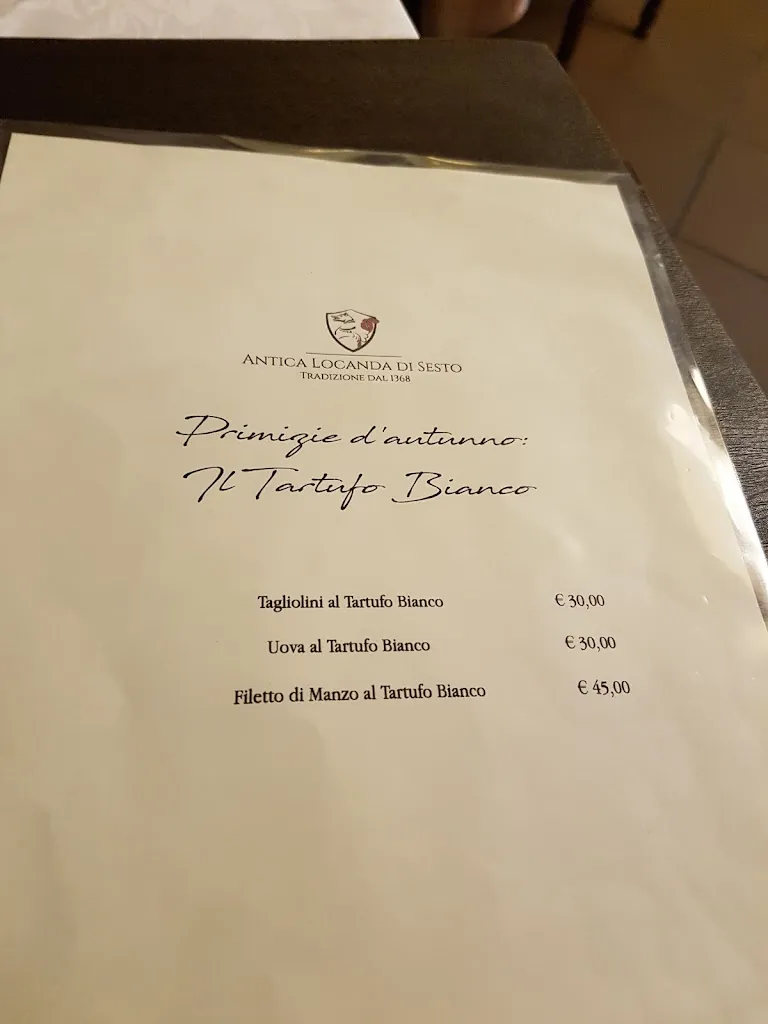 ANTICA LOCANDA DI SESTO
TRADIZIONE DAL 1368
Primizie d'autunno:
Il Tartufo Bianco
Tagliolini al Tartufo Bianco € 30,00
Uova al Tartufo Bianco € 30,00
Filetto di Manzo al Tartufo Bianco € 45,00